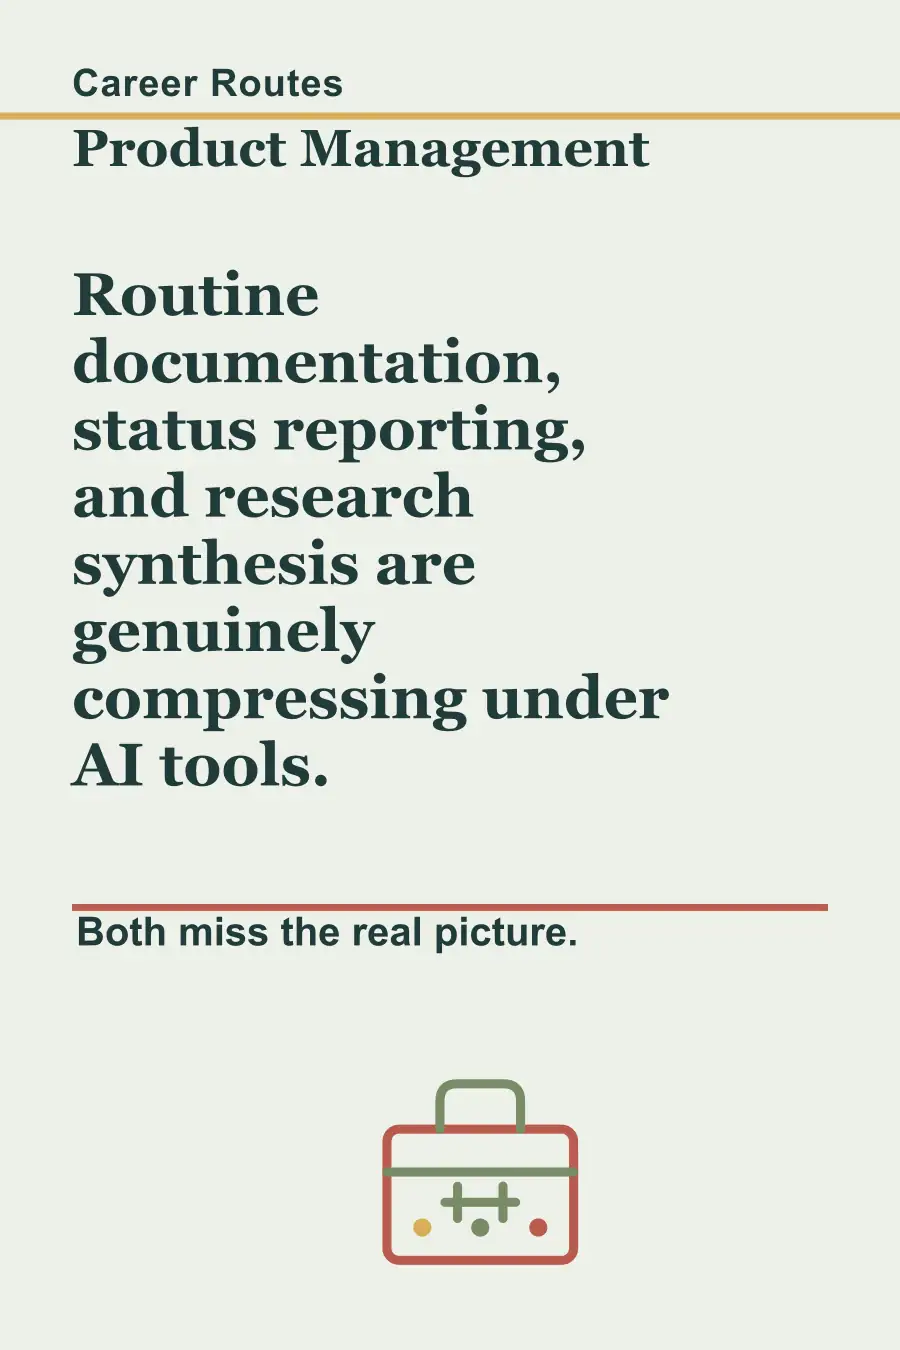 Career Routes
Product Management
Routine
documentation,
status reporting,
and research
synthesis are
genuinely
compressing under
AI tools.
Both miss the real picture.